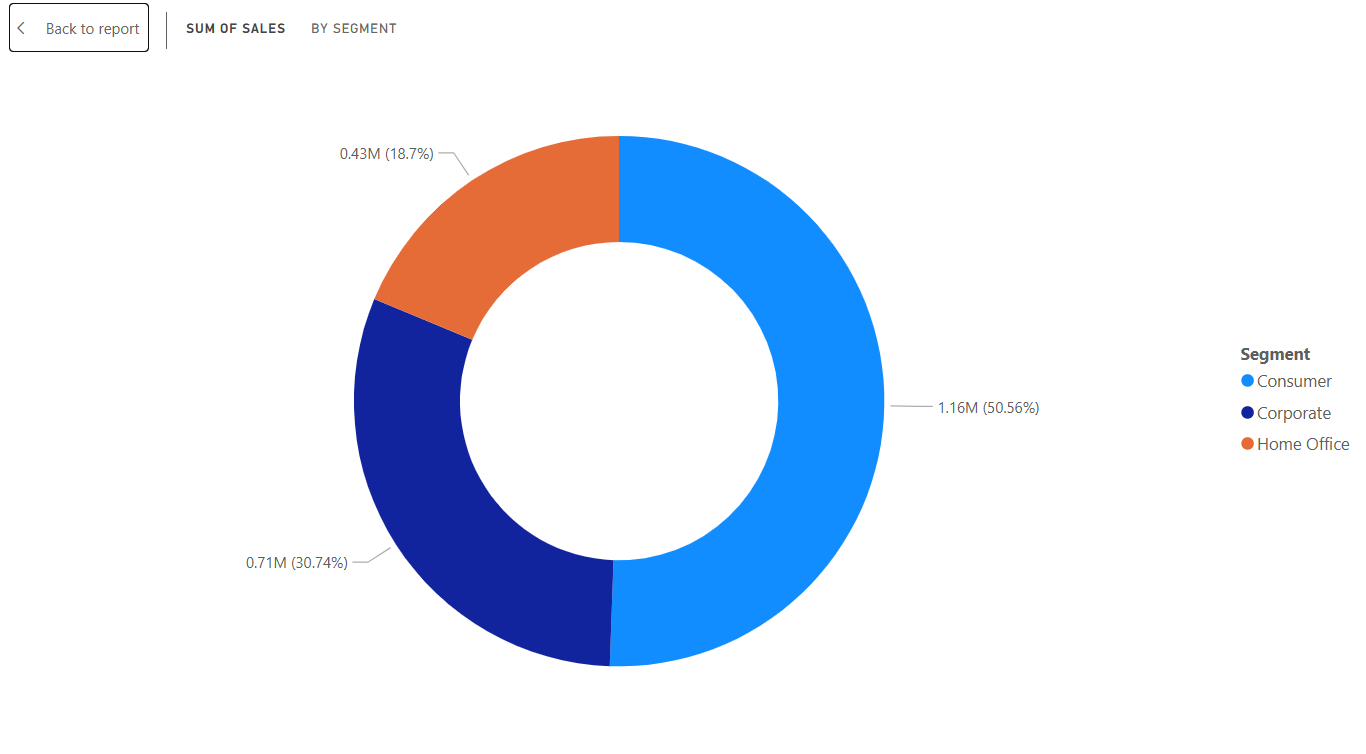 Back to report
SUM OF SALES BY SEGMENT
0.43M (18.7%)
1.16M (50.56%)
0.71M (30.74%)
Segment
Consumer
Corporate
Home Office